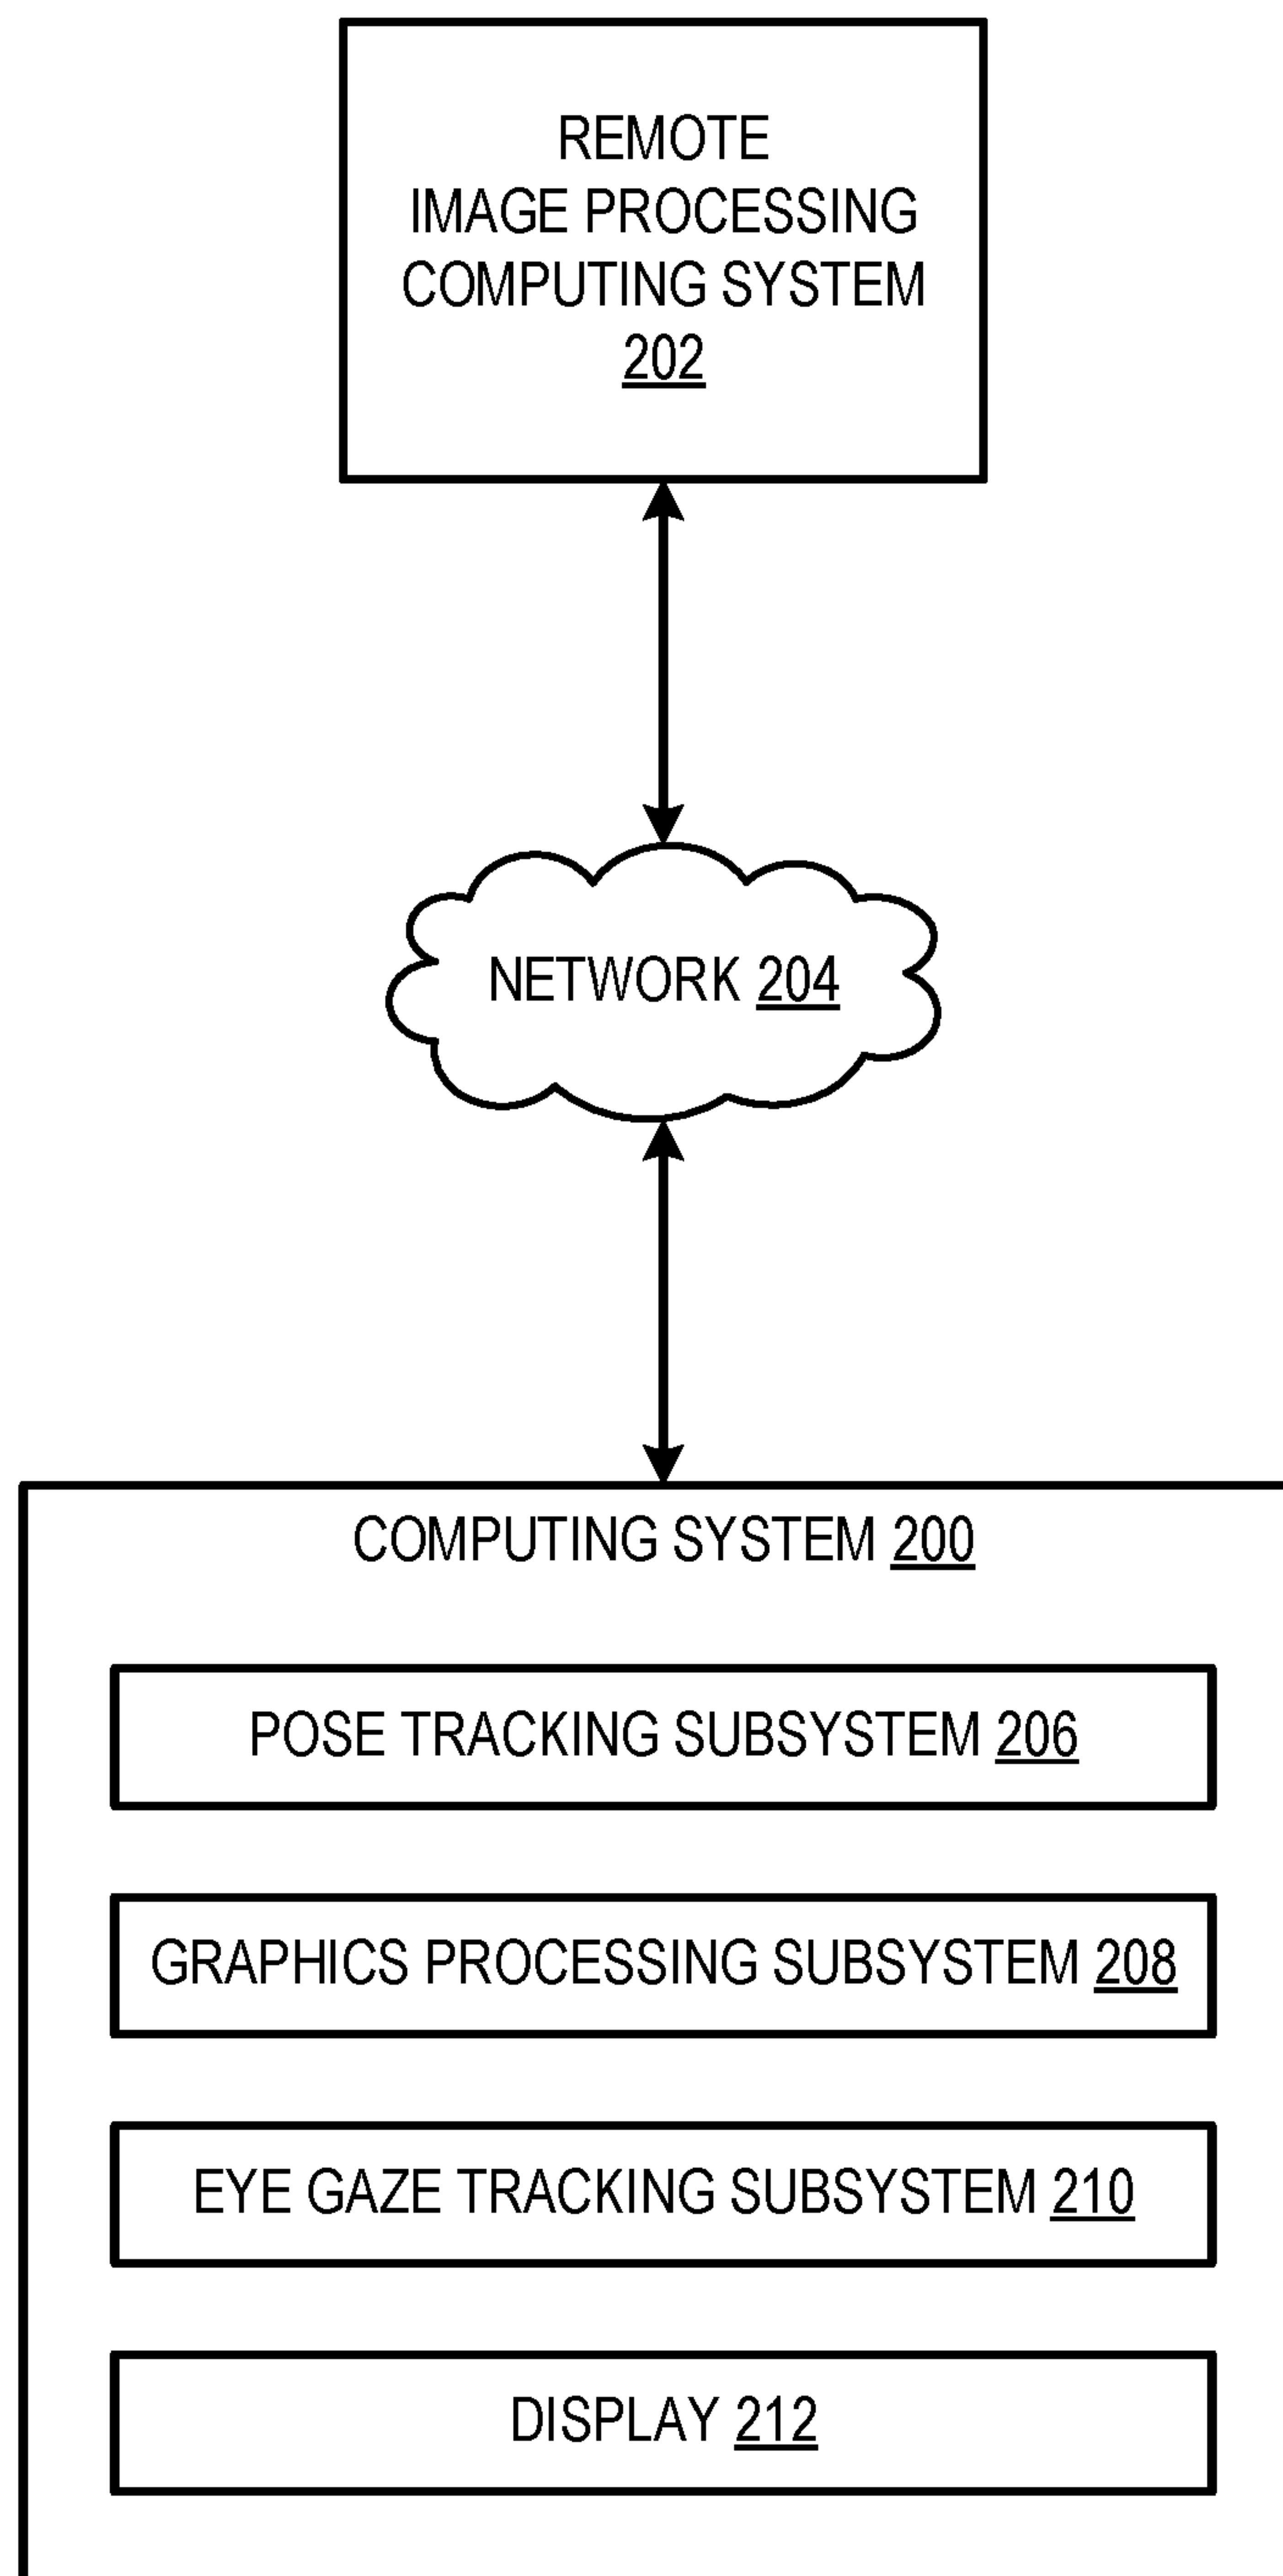 REMOTE
IMAGE PROCESSING
COMPUTING SYSTEM
202
NETWORK 204
COMPUTING SYSTEM 200
POSE TRACKING SUBSYSTEM 206
GRAPHICS PROCESSING SUBSYSTEM 208
EYE GAZE TRACKING SUBSYSTEM 210
DISPLAY 212